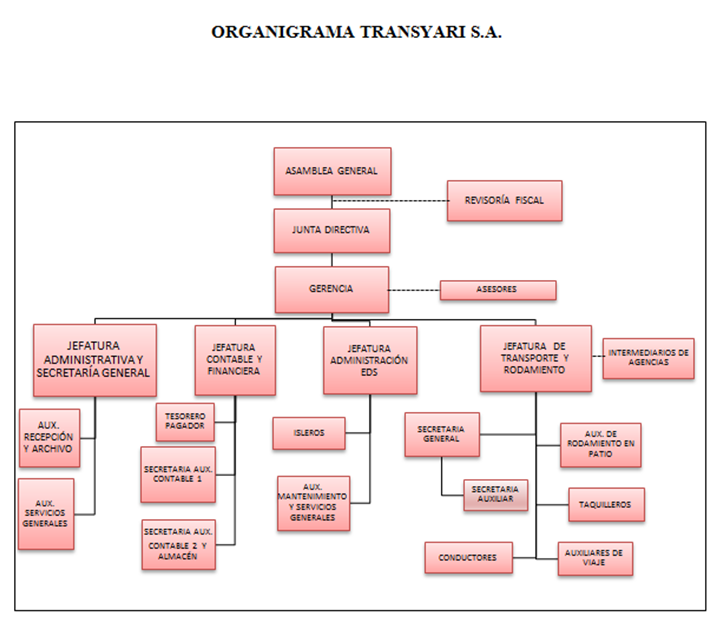 ORGANIGRAMA TRANSYARI S.A.
ASAMBLEA GENERAL
REVISORÍA FISCAL
JUNTA DIRECTIVA
GERENCIA
ASESORES
JEFATURA
ADMINISTRATIVA Y
SECRETARÍA GENERAL
JEFATURA
CONTABLE Y
FINANCIERA
JEFATURA
ADMINISTRACIÓN
EDS
JEFATURA DE
TRANSPORTE Y
RODAMIENTO
INTERMEDIARIOS DE
AGENCIAS
AUX.
RECEPCIÓN
Y ARCHIVO
AUX.
SERVICIOS
GENERALES
TESORERO
PAGADOR
SECRETARIA AUX.
CONTABLE 1
SECRETARIA AUX.
CONTABLE 2 Y
ALMACÉN
ISLEROS
AUX.
MANTENIMIENTO
Y SERVICIOS
GENERALES
SECRETARIA
GENERAL
SECRETARIA
AUXILIAR
CONDUCTORES
AUX. DE
RODAMIENTO EN
PATIO
TAQUILLEROS
AUXILIARES DE
VIAJE